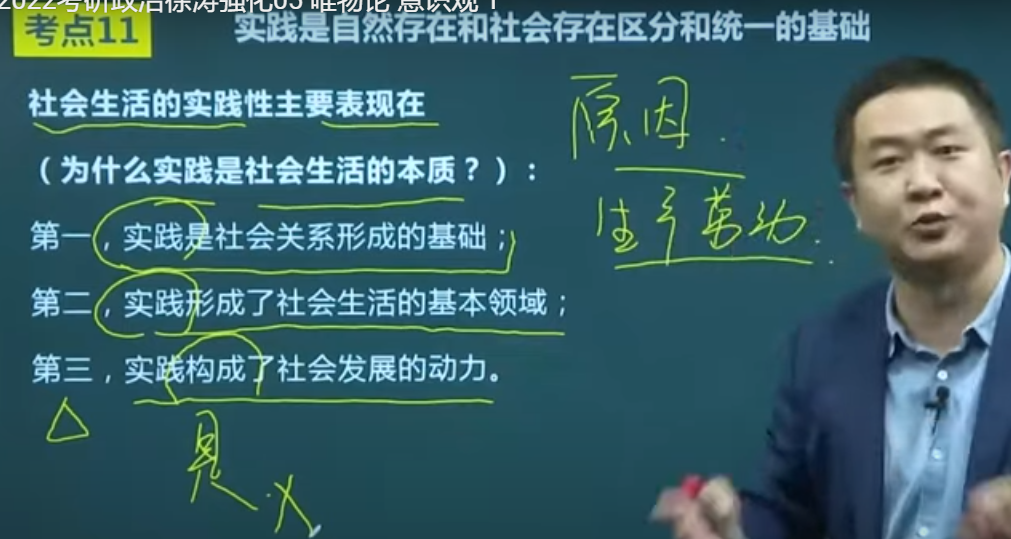 2022考研政治徐涛强化05 唯物论 意识观 1
考点11
实践是自然存在和社会存在区分和统一的基础
社会生活的实践性主要表现在
（为什么实践是社会生活的本质？）：
第一，实践是社会关系形成的基础；
第二，实践形成了社会生活的基本领域；
第三，实践构成了社会发展的动力。
原因
生产劳动
是